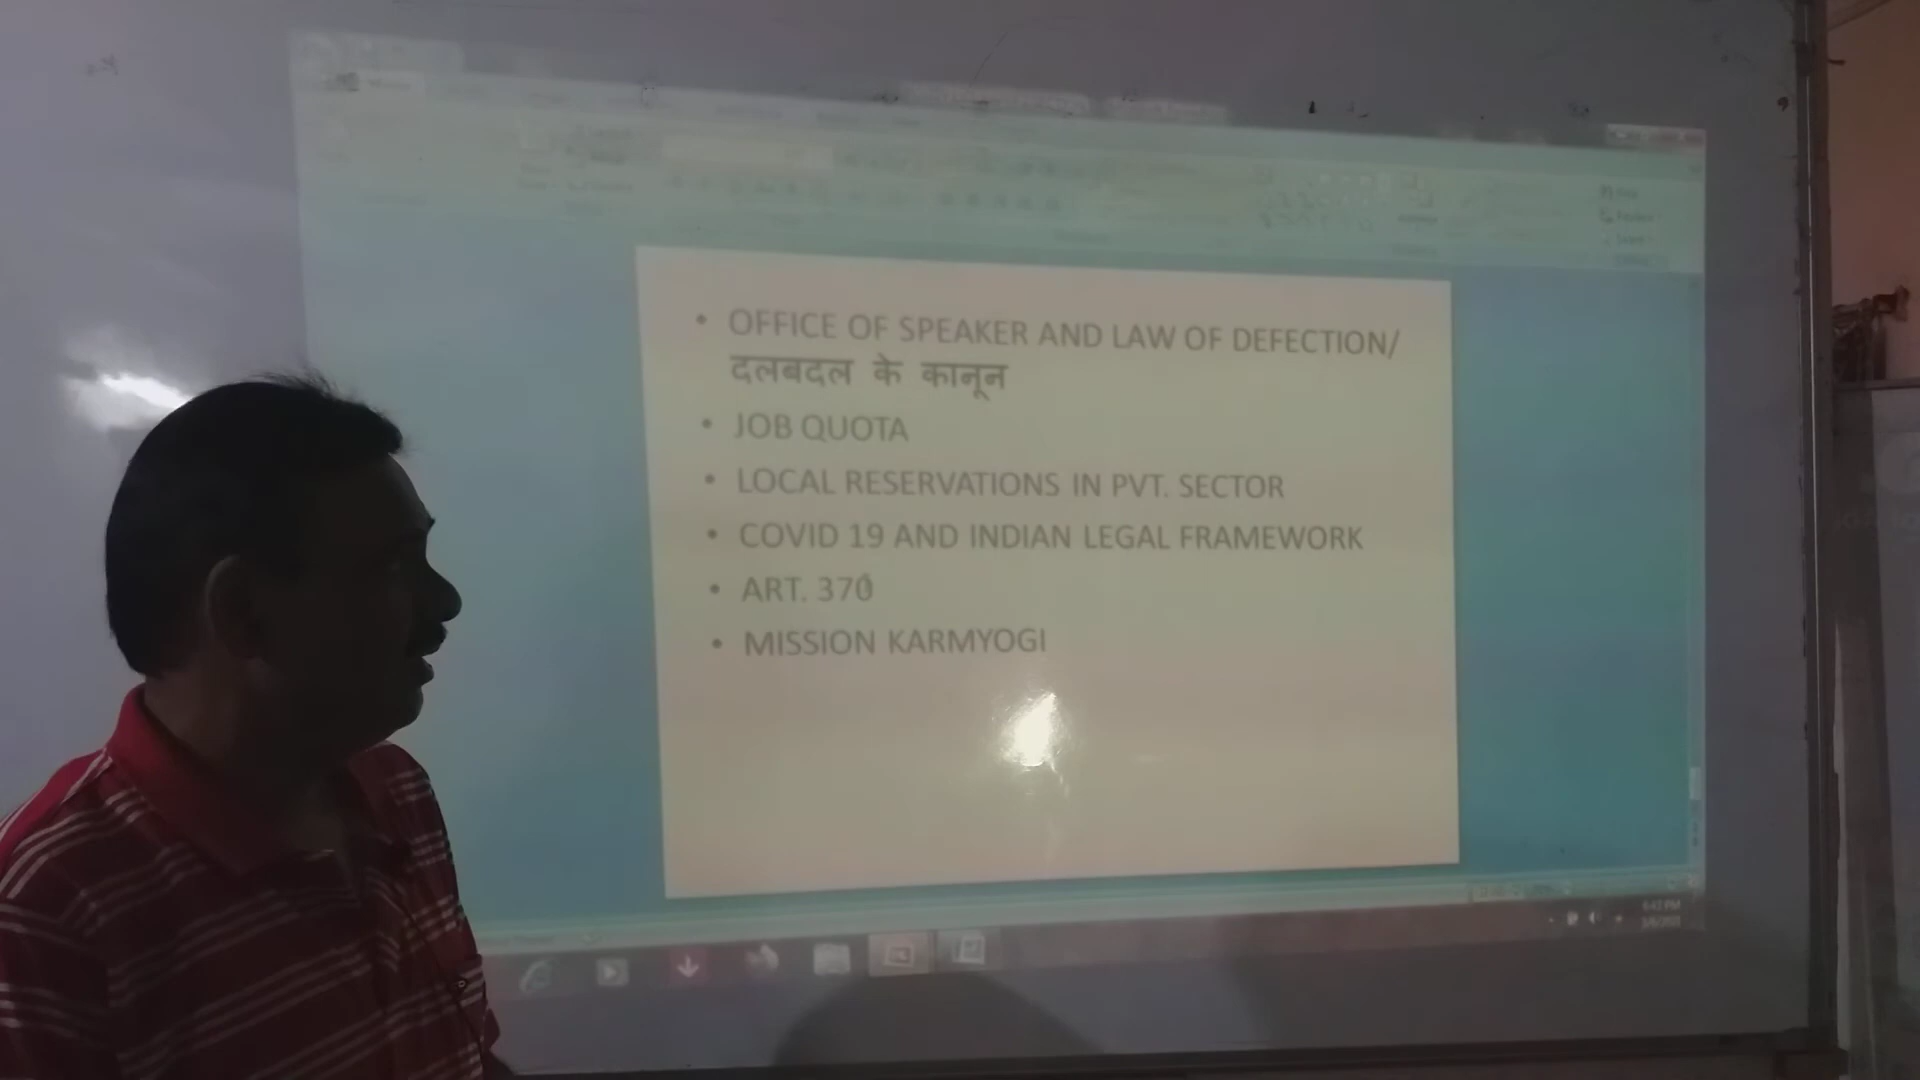 • OFFICE OF SPEAKER AND LAW OF DEFECTION/
दलबदल के कानून
• JOB QUOTA
• LOCAL RESERVATIONS IN PVT. SECTOR
• COVID 19 AND INDIAN LEGAL FRAMEWORK
• ART. 370
• MISSION KARMYOGI